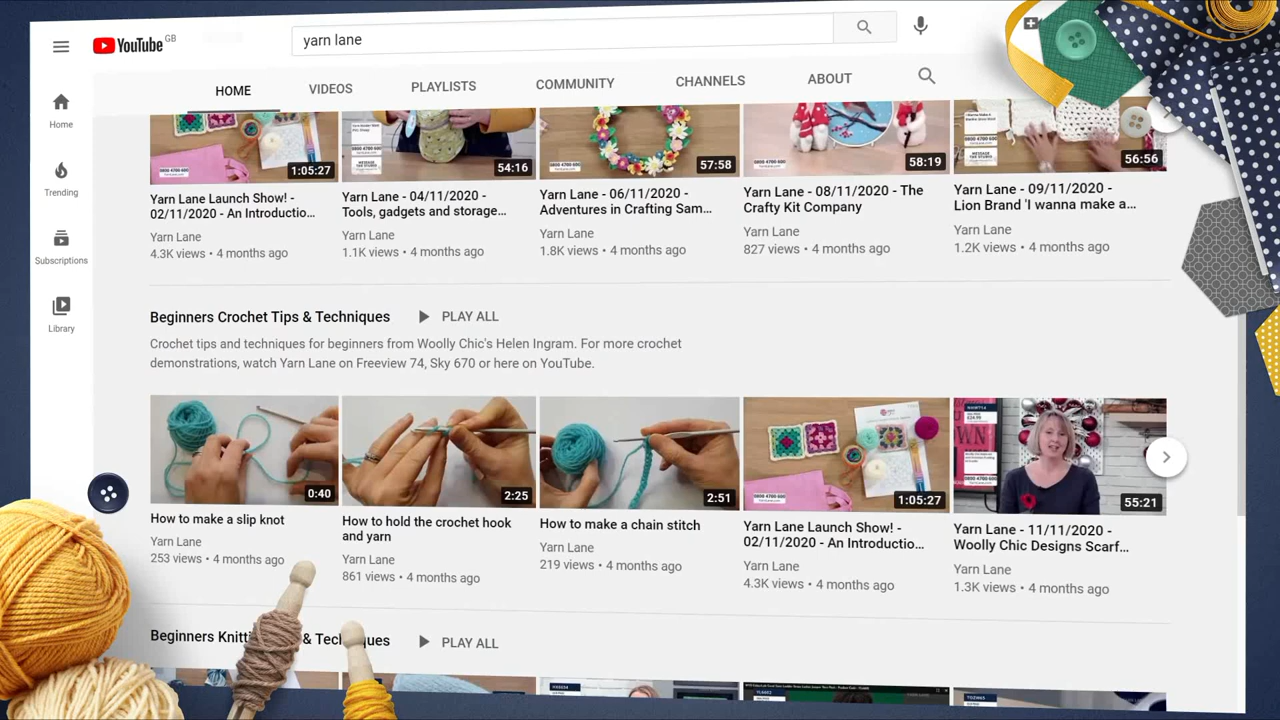 YouTube GB
yarn lane
HOME VIDEOS PLAYLISTS COMMUNITY CHANNELS ABOUT
Home
Trending
Subscriptions
Library
1:05:27 54:16 57:58 58:19 56:56
0800 4700 600
MESSAGE THE STUDIO
Yarn Lane Launch Show! -
02/11/2020 - An Introductio...
Yarn Lane
4.3K views • 4 months ago
Yarn Lane - 04/11/2020 -
Tools, gadgets and storage...
Yarn Lane
1.1K views • 4 months ago
Yarn Lane - 06/11/2020 -
Adventures in Crafting Sam...
Yarn Lane
1.8K views • 4 months ago
Yarn Lane - 08/11/2020 - The
Crafty Kit Company
Yarn Lane
827 views • 4 months ago
Yarn Lane - 09/11/2020 -
Lion Brand 'I wanna make a...
Yarn Lane
1.2K views • 4 months ago
Beginners Crochet Tips & Techniques PLAY ALL
Crochet tips and techniques for beginners from Woolly Chic's Helen Ingram. For more crochet
demonstrations, watch Yarn Lane on Freeview 74, Sky 670 or here on YouTube.
0:40 2:25 2:51 1:05:27 55:21
How to make a slip knot
Yarn Lane
253 views • 4 months ago
How to hold the crochet hook
and yarn
Yarn Lane
861 views • 4 months ago
How to make a chain stitch
Yarn Lane
219 views • 4 months ago
Yarn Lane Launch Show! -
02/11/2020 - An Introductio...
Yarn Lane
4.3K views • 4 months ago
Yarn Lane - 11/11/2020 -
Woolly Chic Designs Scarf...
Yarn Lane
1.3K views • 4 months ago
Beginners Knitti & Tec iques PLAY ALL